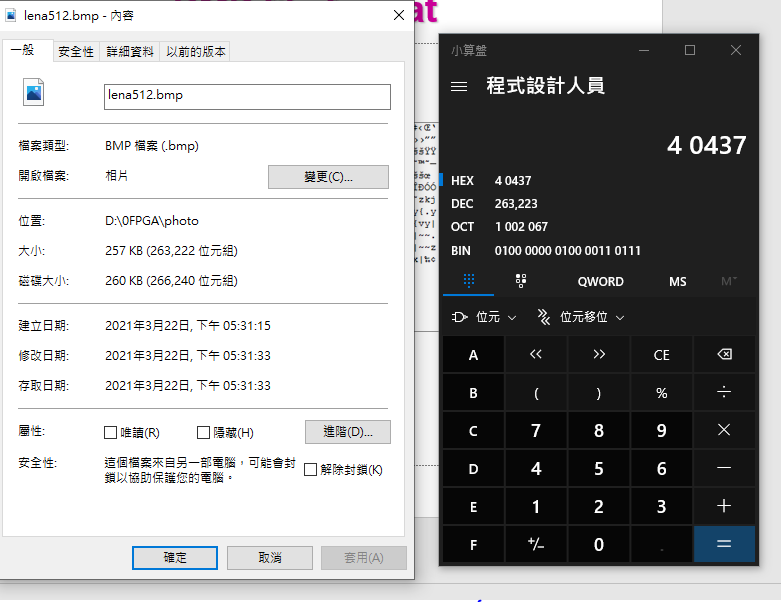 at
lena512.bmp - 內容
一般
安全性
詳細資料
以前的版本
lena512.bmp
檔案類型:
BMP 檔案 (.bmp)
開啟檔案:
相片
變更(C)...
位置:
D:\0FPGA\photo
大小:
257 KB (263,222 位元組)
磁碟大小:
260 KB (266,240 位元組)
建立日期:
2021年3月22日, 下午 05:31:15
修改日期:
2021年3月22日, 下午 05:31:33
存取日期:
2021年3月22日, 下午 05:31:33
屬性:
唯讀(R)
隱藏(H)
進階(D)...
安全性:
這個檔案來自另一部電腦，可能會封
鎖以協助保護您的電腦。
解除封鎖(K)
確定
取消
套用(A)
小算盤
程式設計人員
4 0437
HEX 4 0437
DEC 263,223
OCT 1 002 067
BIN 0100 0000 0100 0011 0111
QWORD
MS
M˅
位元
位元移位
A << >> CE
B ( ) % ÷
C 7 8 9 ×
D 4 5 6 −
E 1 2 3 +
F +/− 0 . =